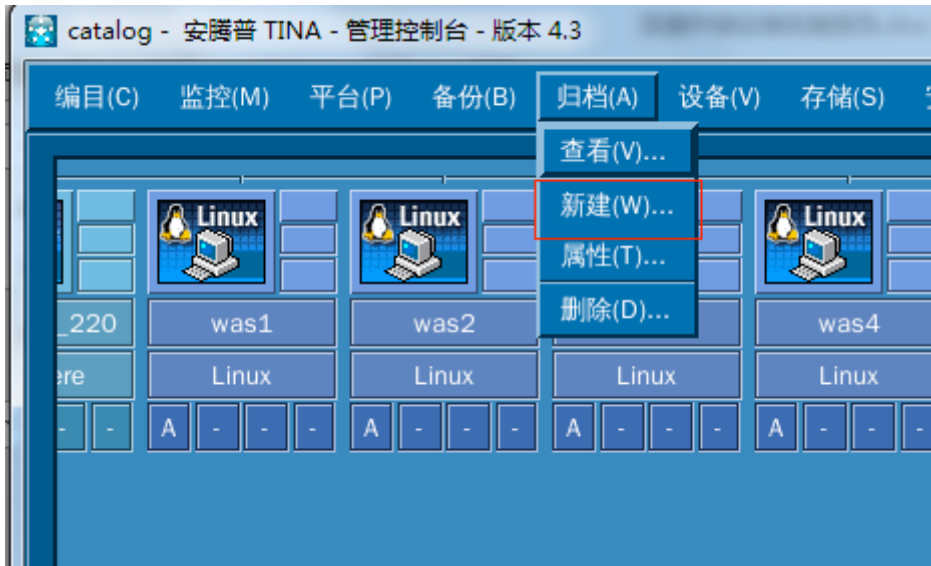 catalog - 安腾普 TINA - 管理控制台 - 版本 4.3
编目(C) 监控(M) 平台(P) 备份(B) 归档(A) 设备(V) 存储(S)
查看(V)...
新建(W)...
属性(T)...
删除(D)...
Linux Linux Linux
_220 was1 was2 was4
ere Linux Linux Linux Linux
- - A - - - A - - - A - - - A - - -